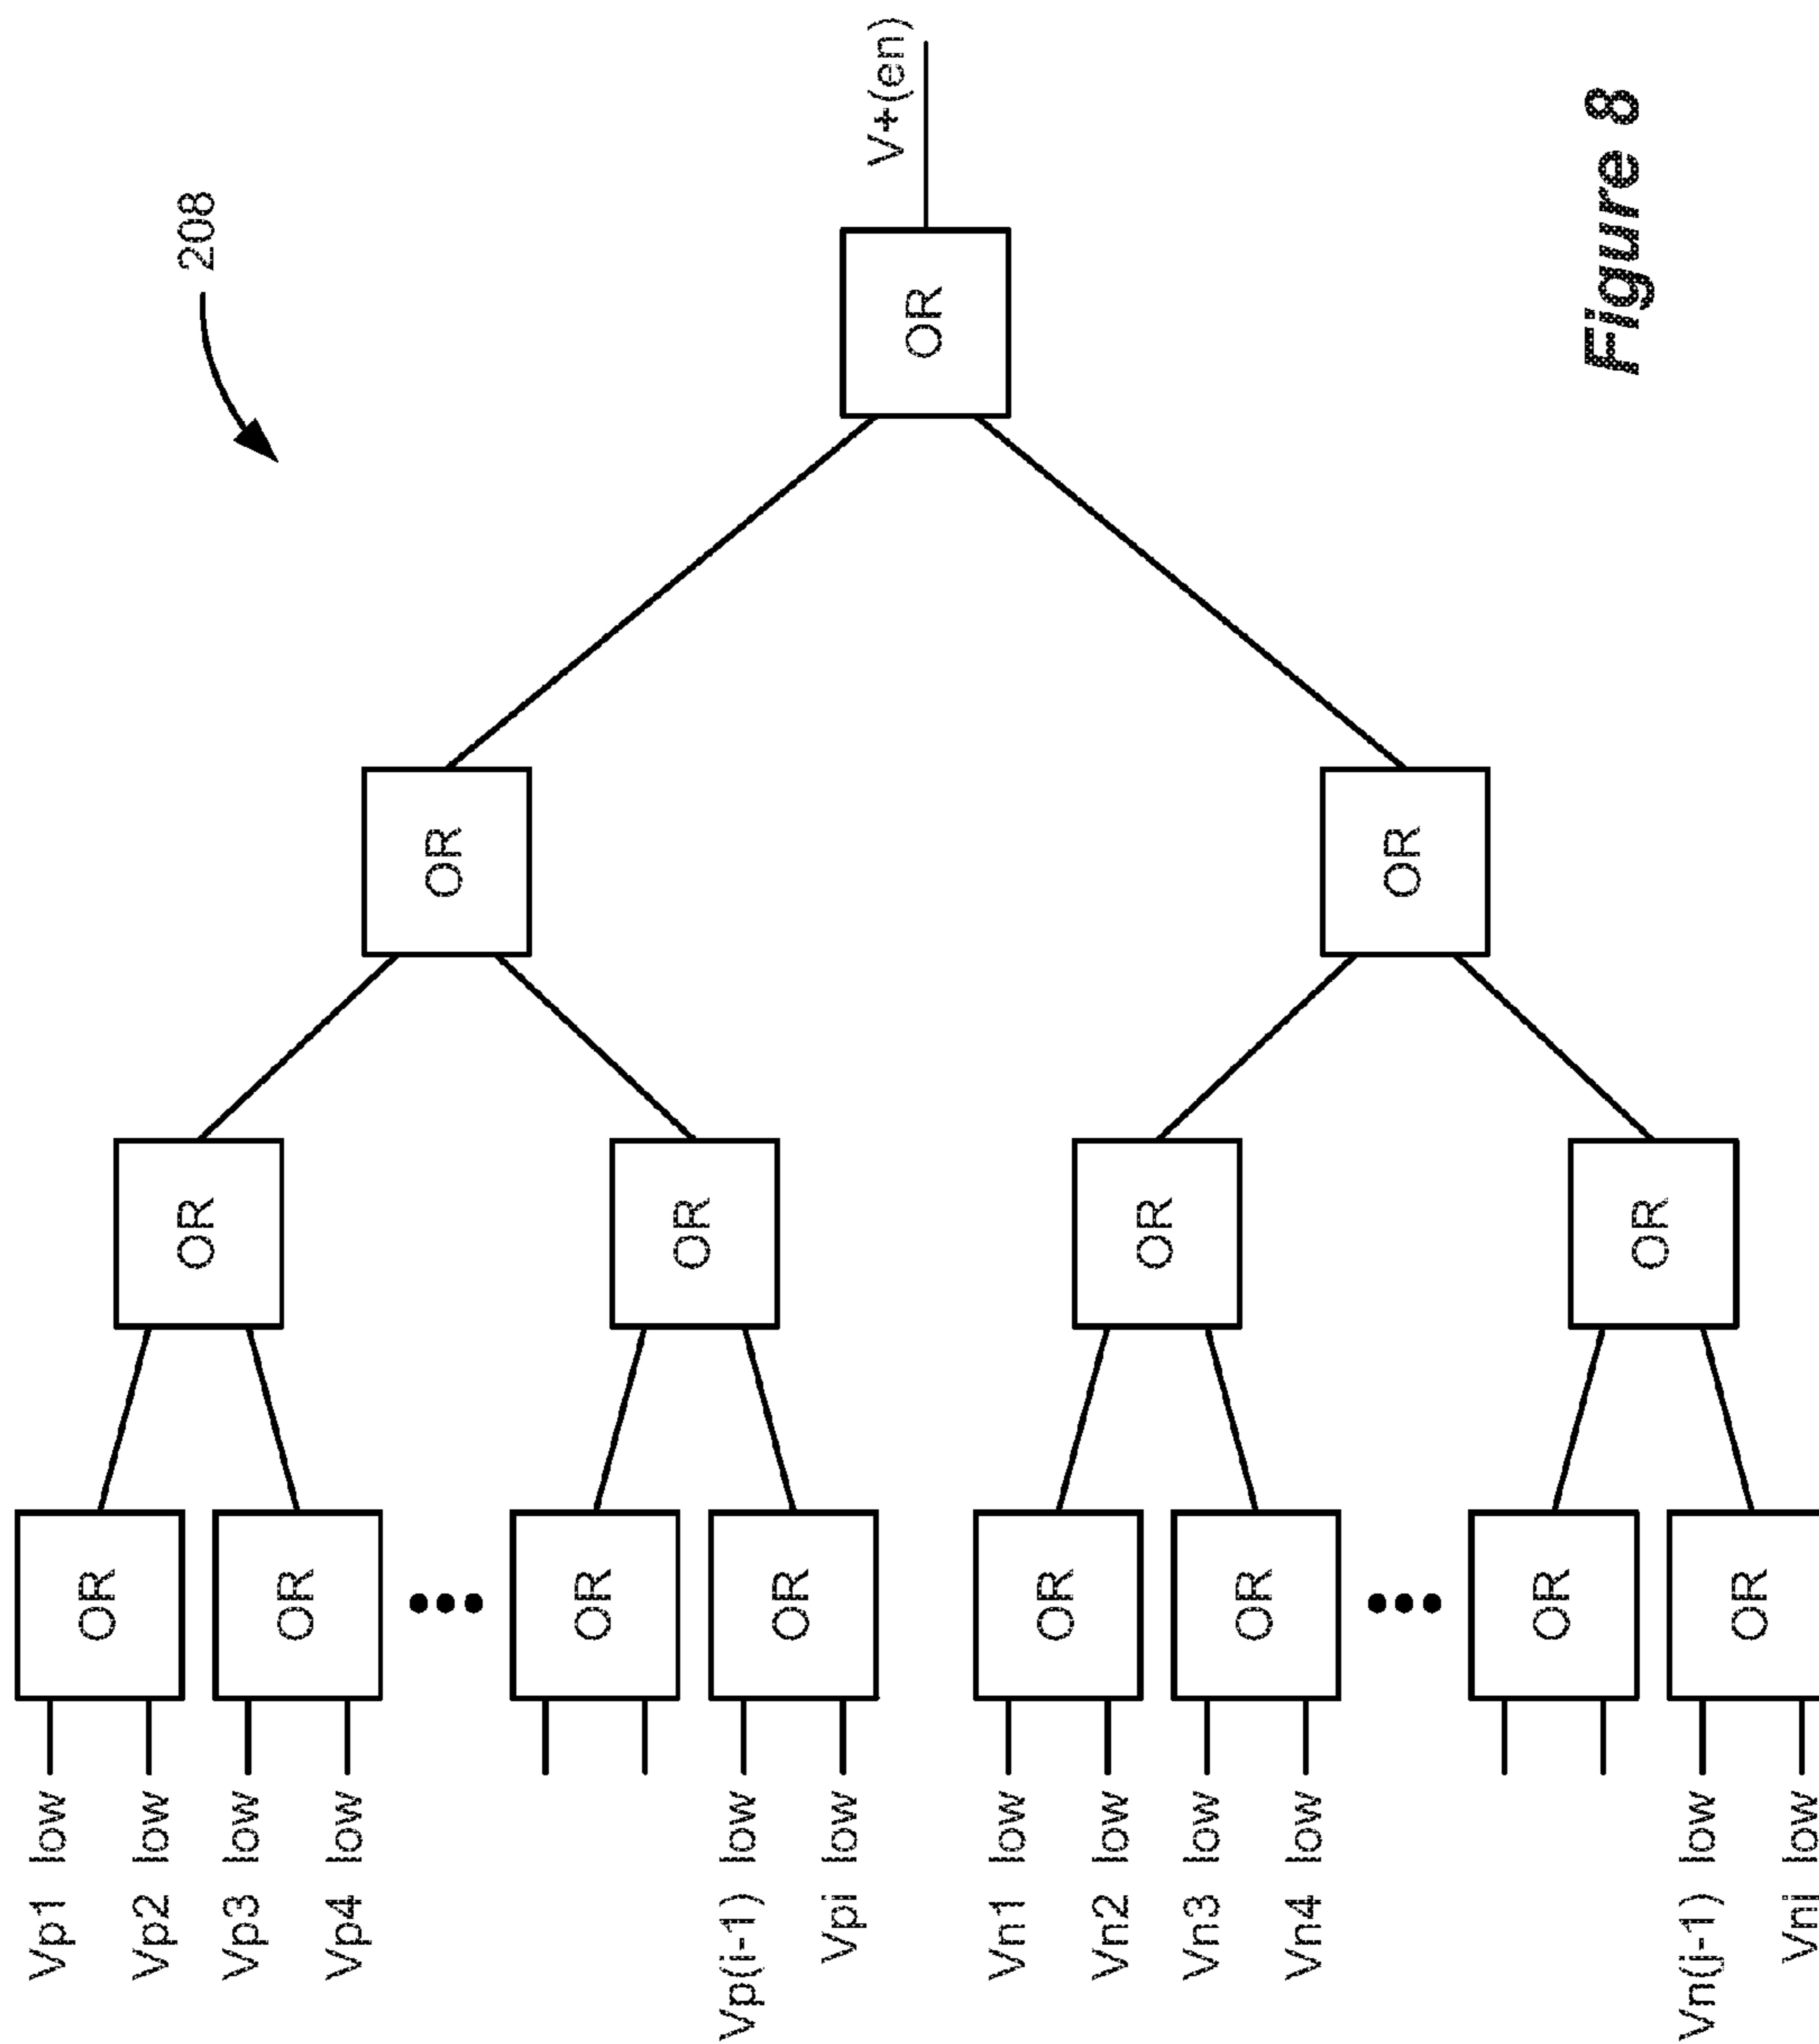 Vp1 low
OR
Vp2 low
OR
208
Vp3 low
OR
Vp4 low
OR
OR
OR
Vp(i-1) low
OR
Vpi low
V+(en)
OR
Vn1 low
OR
Vn2 low
OR
Vn3 low
OR
Vn4 low
OR
OR
Figure 8
OR
Vn(j-1) low
OR
Vnj low